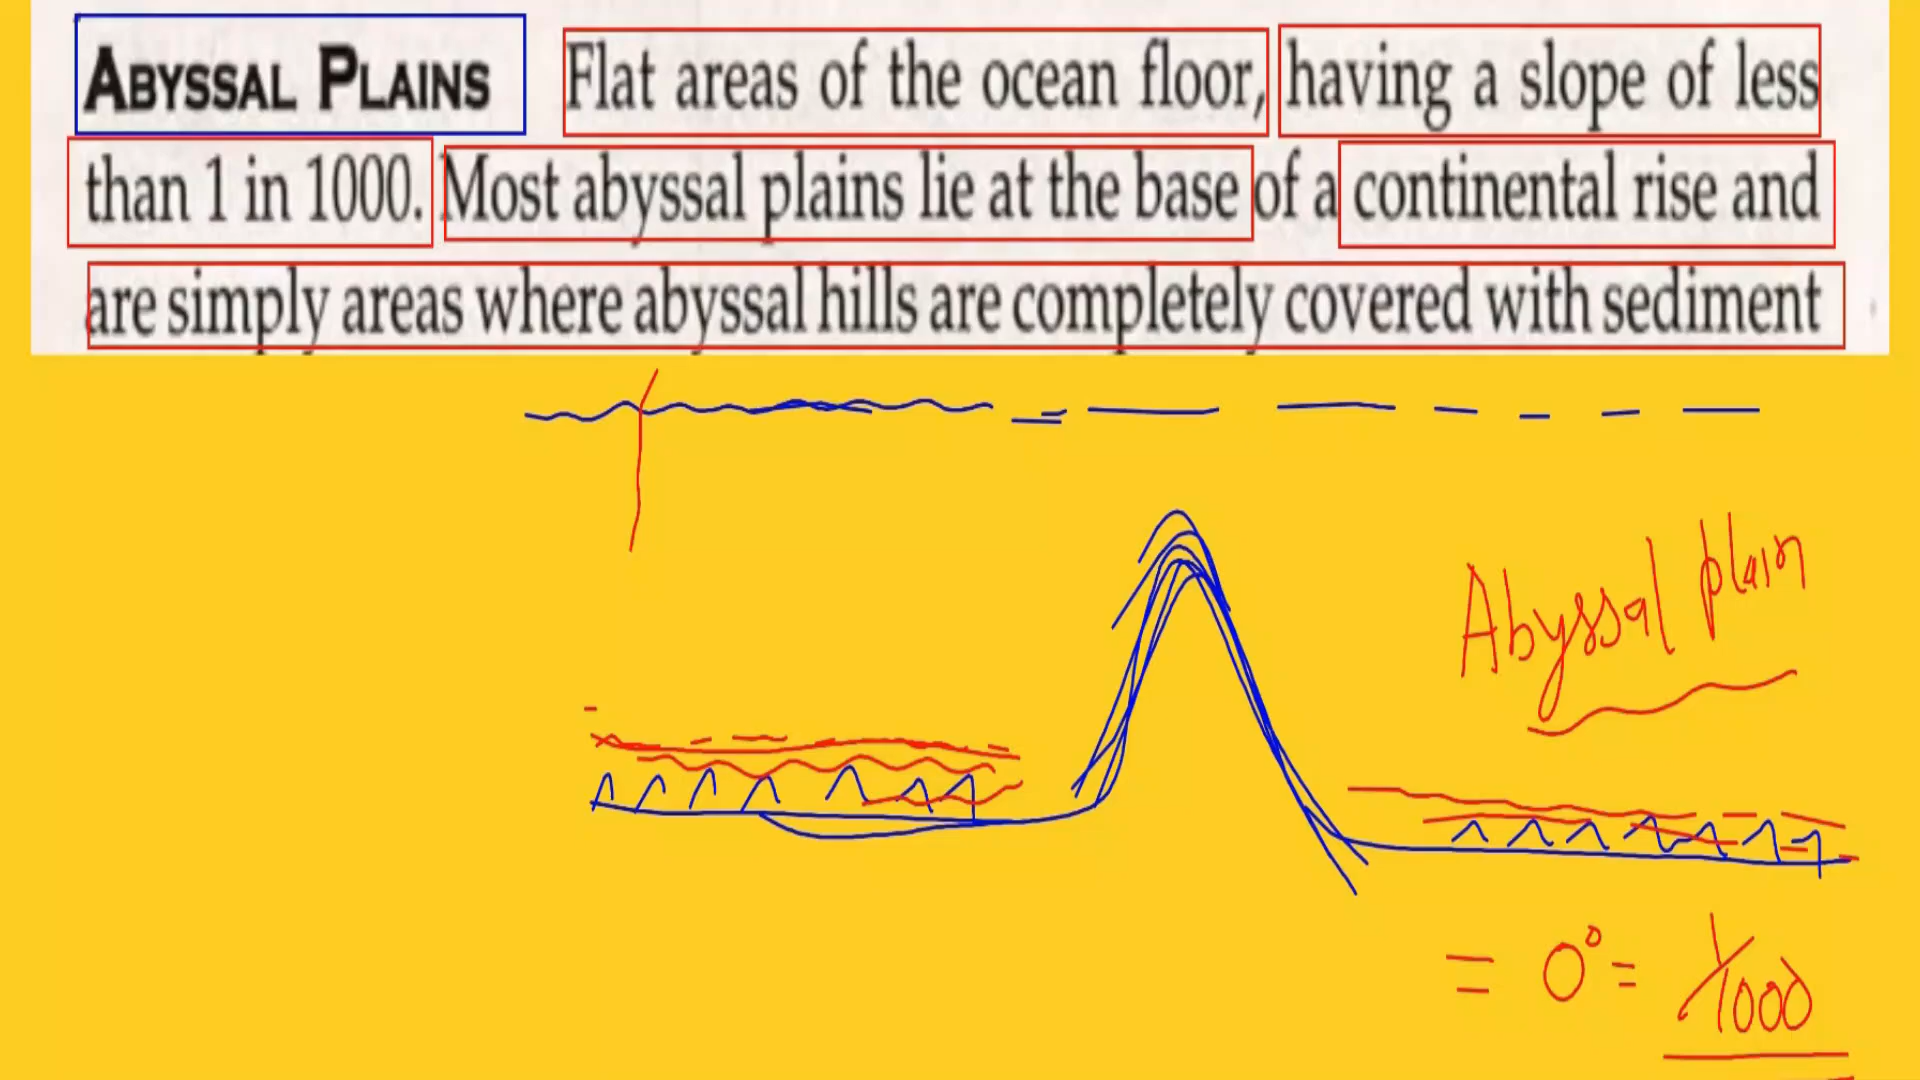 ABYSSAL PLAINS Flat areas of the ocean floor, having a slope of less
than 1 in 1000. Most abyssal plains lie at the base of a continental rise and
are simply areas where abyssal hills are completely covered with sediment
Abyssal plain
= 0° = 1/1000